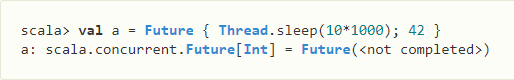 scala> val a = Future { Thread.sleep(10*1000); 42 }
a: scala.concurrent.Future[Int] = Future(<not completed>)